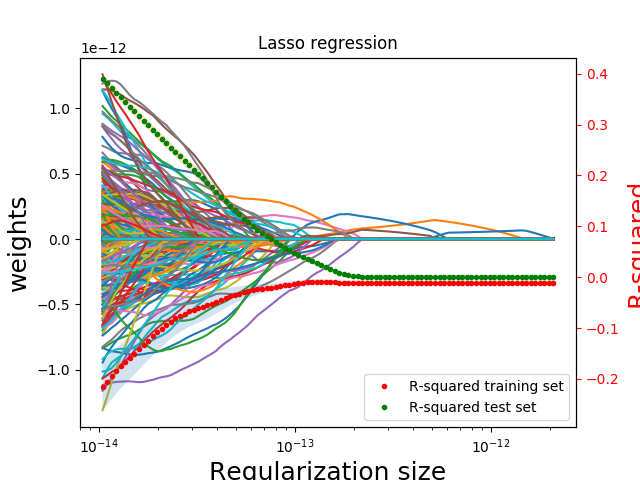 Lasso regression
1e−12
1.0
0.5
0.0
−0.5
−1.0
weights
0.4
0.3
0.2
0.1
0.0
−0.1
−0.2
R-squared
R-squared training set
R-squared test set
10⁻¹⁴
10⁻¹³
10⁻¹²
Regularization size